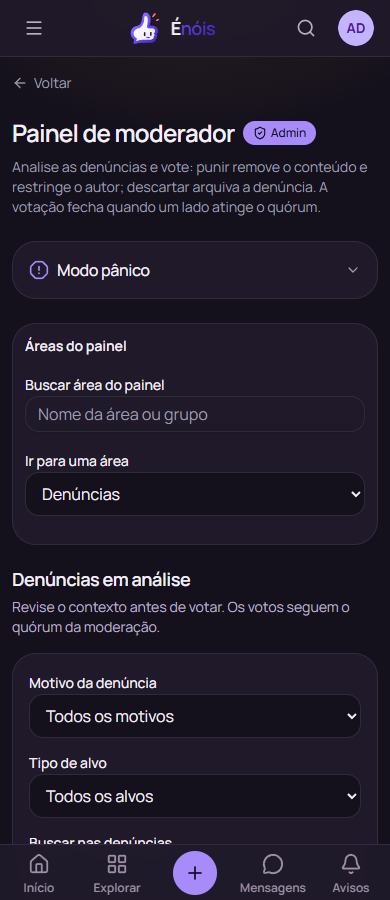 Énóis
AD
Voltar
Painel de moderador
Admin
Analise as denúncias e vote: punir remove o conteúdo e
restringe o autor; descartar arquiva a denúncia. A
votação fecha quando um lado atinge o quórum.
Modo pânico
Áreas do painel
Buscar área do painel
Nome da área ou grupo
Ir para uma área
Denúncias
Denúncias em análise
Revise o contexto antes de votar. Os votos seguem o
quórum da moderação.
Motivo da denúncia
Todos os motivos
Tipo de alvo
Todos os alvos
Buscar nas denúncias
Início
Explorar
Mensagens
Avisos